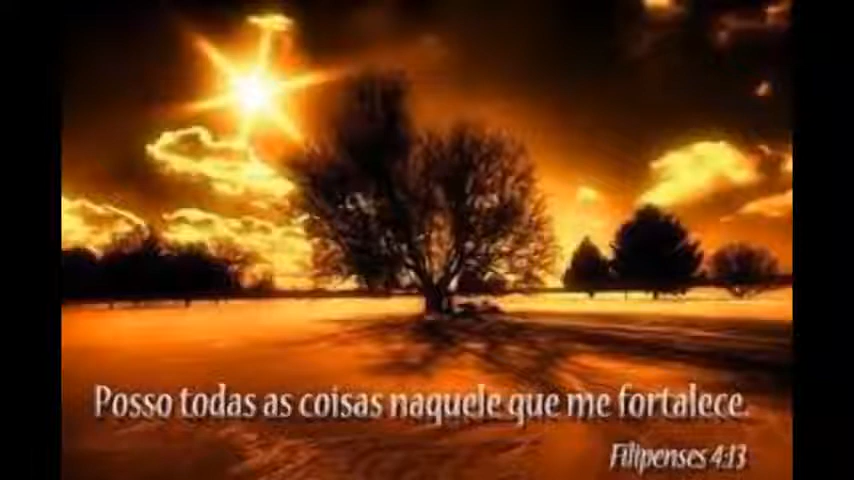 Posso todas as coisas naquele que me fortalece.
Filipenses 4:13